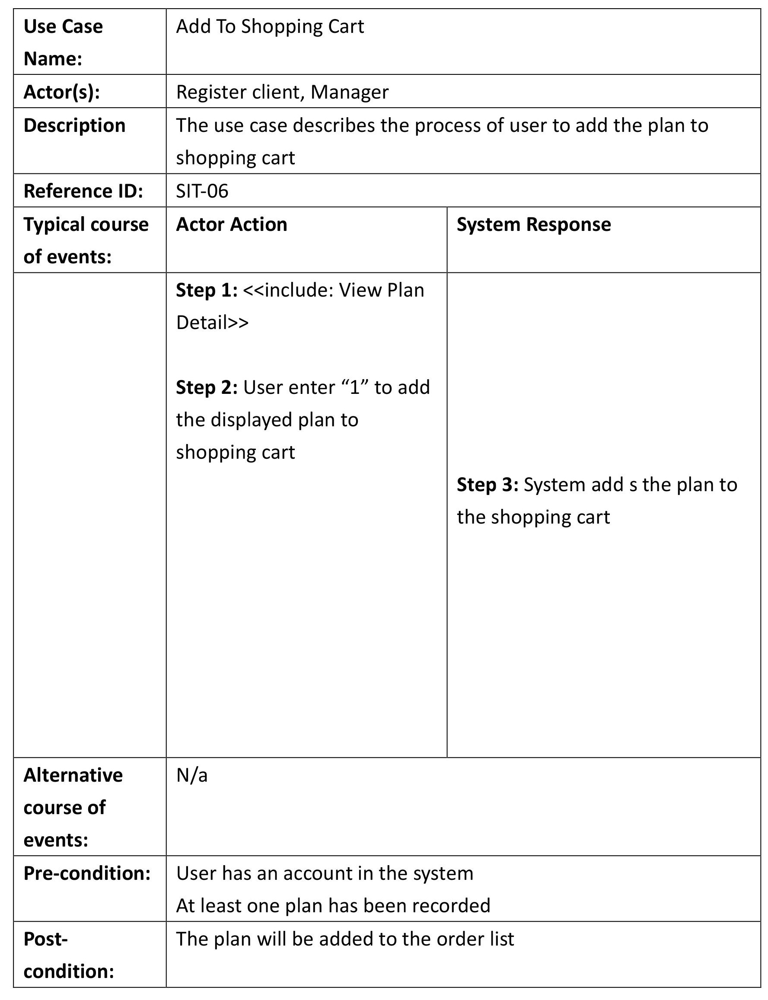 Use Case
Name:
Add To Shopping Cart
Actor(s):
Register client, Manager
Description
The use case describes the process of user to add the plan to
shopping cart
Reference ID:
SIT-06
Typical course
of events:
Actor Action
System Response
Step 1: <<include: View Plan
Detail>>
Step 2: User enter “1” to add
the displayed plan to
shopping cart
Step 3: System add s the plan to
the shopping cart
Alternative
course of
events:
N/a
Pre-condition:
User has an account in the system
At least one plan has been recorded
Post-
condition:
The plan will be added to the order list